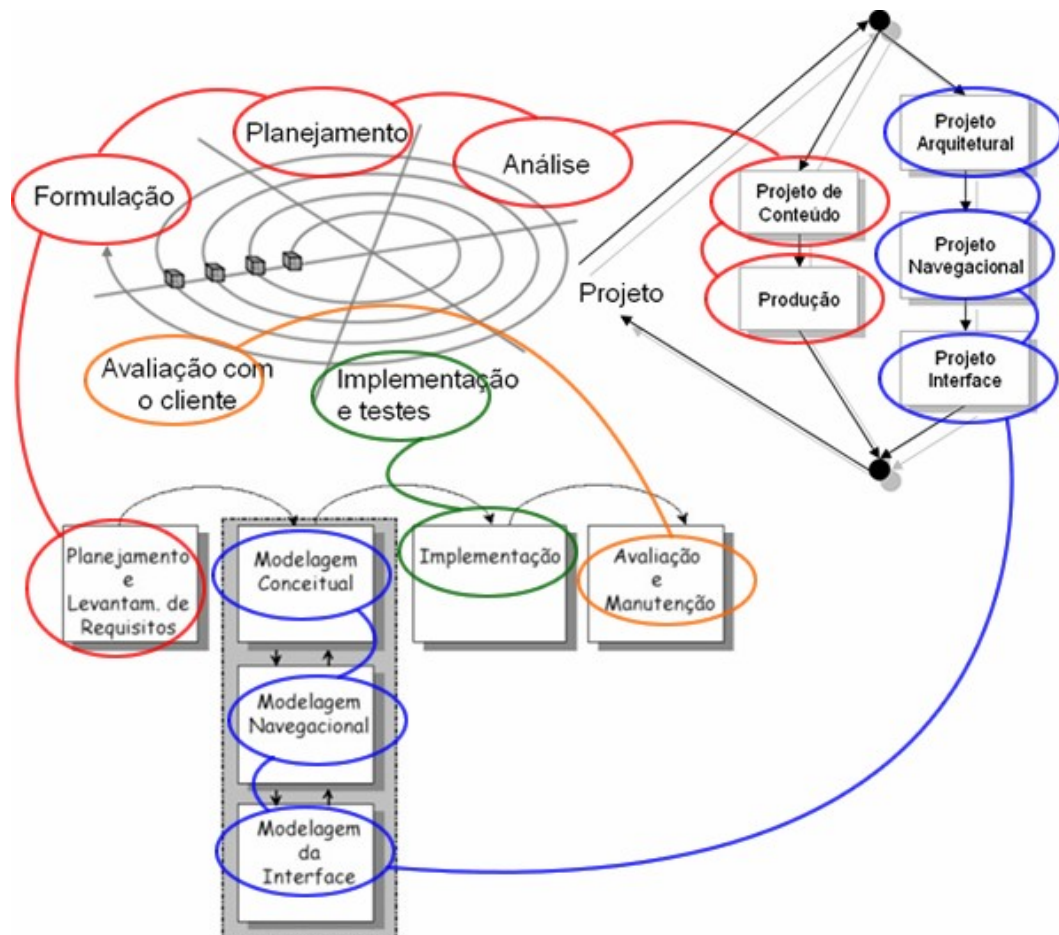 Planejamento
Análise
Formulação
Projeto
Avaliação com
o cliente
Implementação
e testes
Projeto
Arquitetural
Projeto de
Conteúdo
Projeto
Navegacional
Produção
Projeto
Interface
Planejamento
e
Levantam. de
Requisitos
Modelagem
Conceitual
Implementação
Avaliação
e
Manutenção
Modelagem
Navegacional
Modelagem
da
Interface